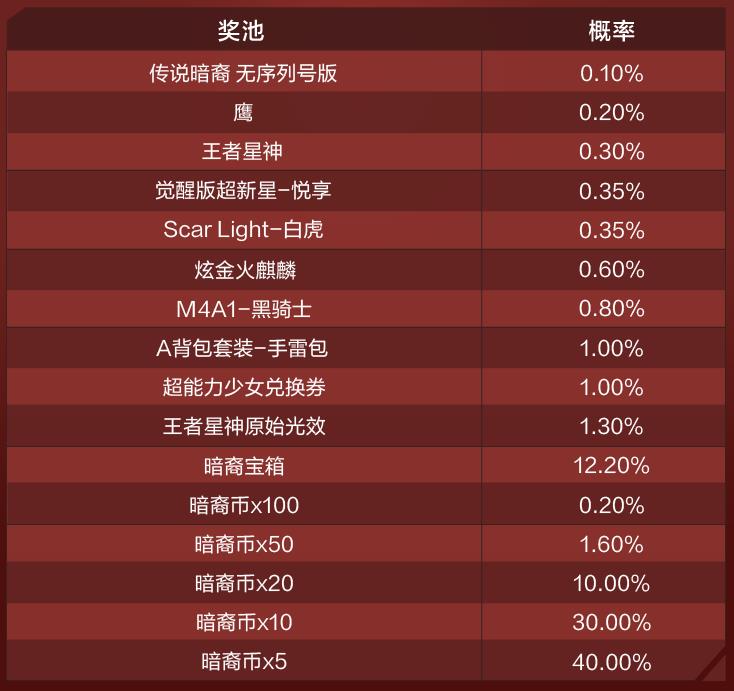 奖池 概率
传说暗裔 无序列号版 0.10%
鹰 0.20%
王者星神 0.30%
觉醒版超新星-悦享 0.35%
Scar Light-白虎 0.35%
炫金火麒麟 0.60%
M4A1-黑骑士 0.80%
A背包套装-手雷包 1.00%
超能力少女兑换券 1.00%
王者星神原始光效 1.30%
暗裔宝箱 12.20%
暗裔币x100 0.20%
暗裔币x50 1.60%
暗裔币x20 10.00%
暗裔币x10 30.00%
暗裔币x5 40.00%